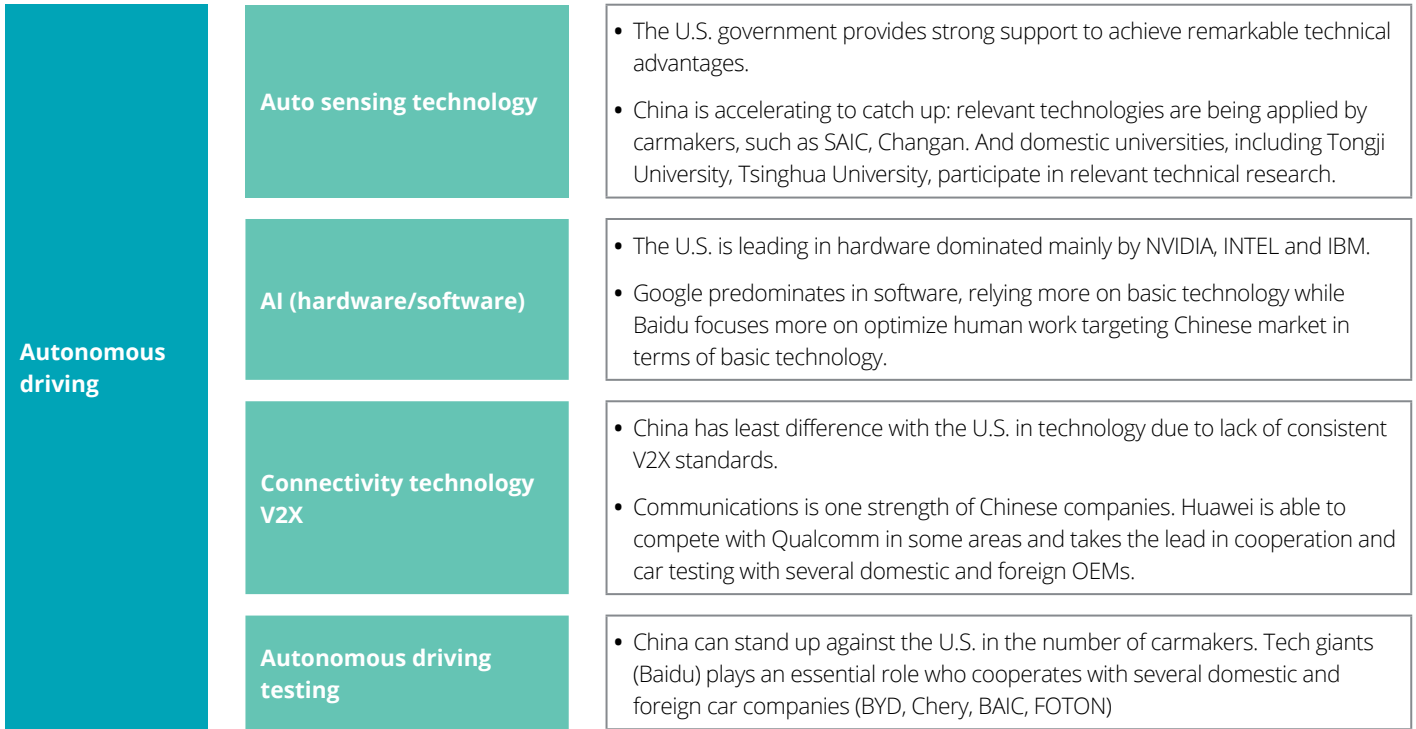 Autonomous
driving
Auto sensing technology
• The U.S. government provides strong support to achieve remarkable technical
advantages.
• China is accelerating to catch up: relevant technologies are being applied by
carmakers, such as SAIC, Changan. And domestic universities, including Tongji
University, Tsinghua University, participate in relevant technical research.
AI (hardware/software)
• The U.S. is leading in hardware dominated mainly by NVIDIA, INTEL and IBM.
• Google predominates in software, relying more on basic technology while
Baidu focuses more on optimize human work targeting Chinese market in
terms of basic technology.
Connectivity technology
V2X
• China has least difference with the U.S. in technology due to lack of consistent
V2X standards.
• Communications is one strength of Chinese companies. Huawei is able to
compete with Qualcomm in some areas and takes the lead in cooperation and
car testing with several domestic and foreign OEMs.
Autonomous driving
testing
• China can stand up against the U.S. in the number of carmakers. Tech giants
(Baidu) plays an essential role who cooperates with several domestic and
foreign car companies (BYD, Chery, BAIC, FOTON)